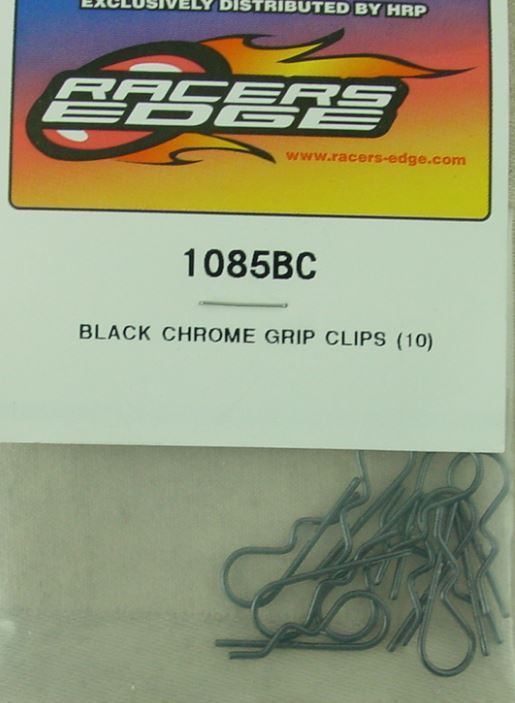 EXCLUSIVELY DISTRIBUTED BY HRP
RACERS
EDGE
www.racers-edge.com
1085BC
BLACK CHROME GRIP CLIPS (10)